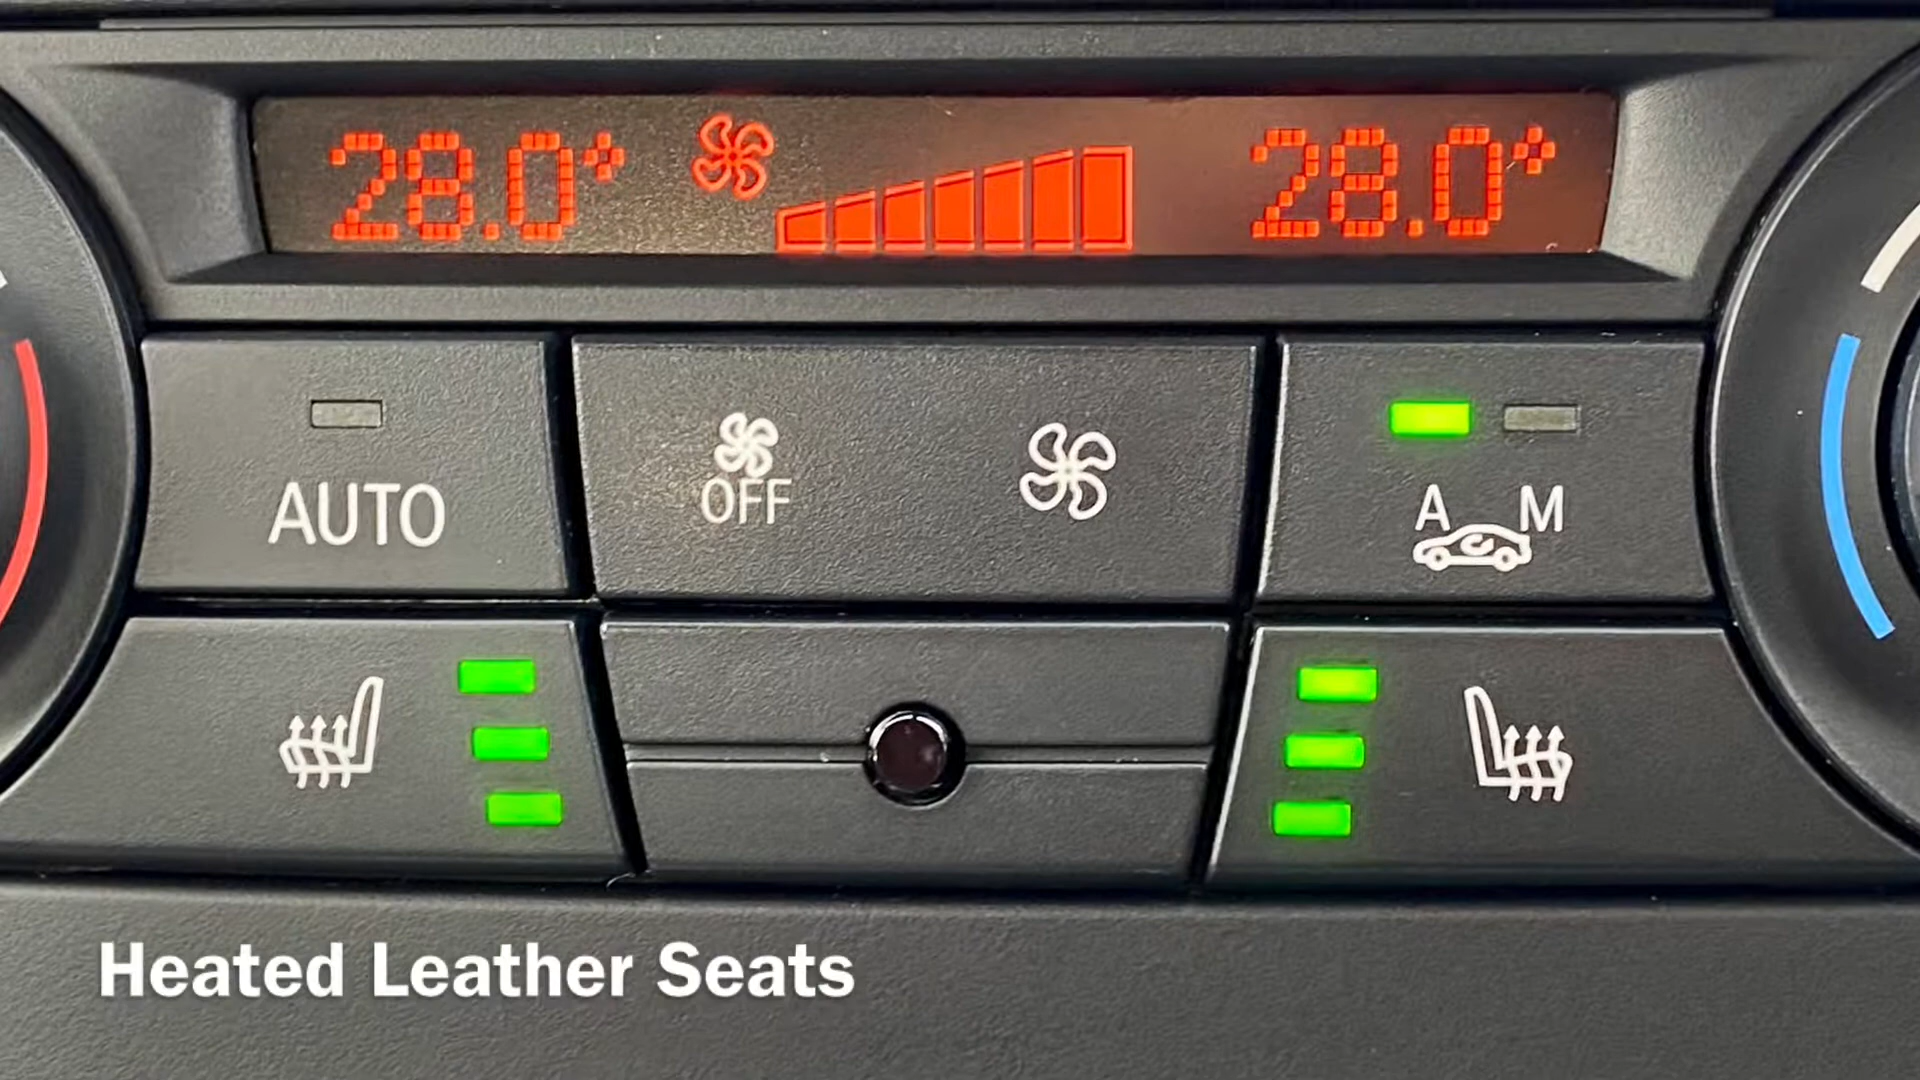 28.0° 28.0°
AUTO
OFF
A M
Heated Leather Seats